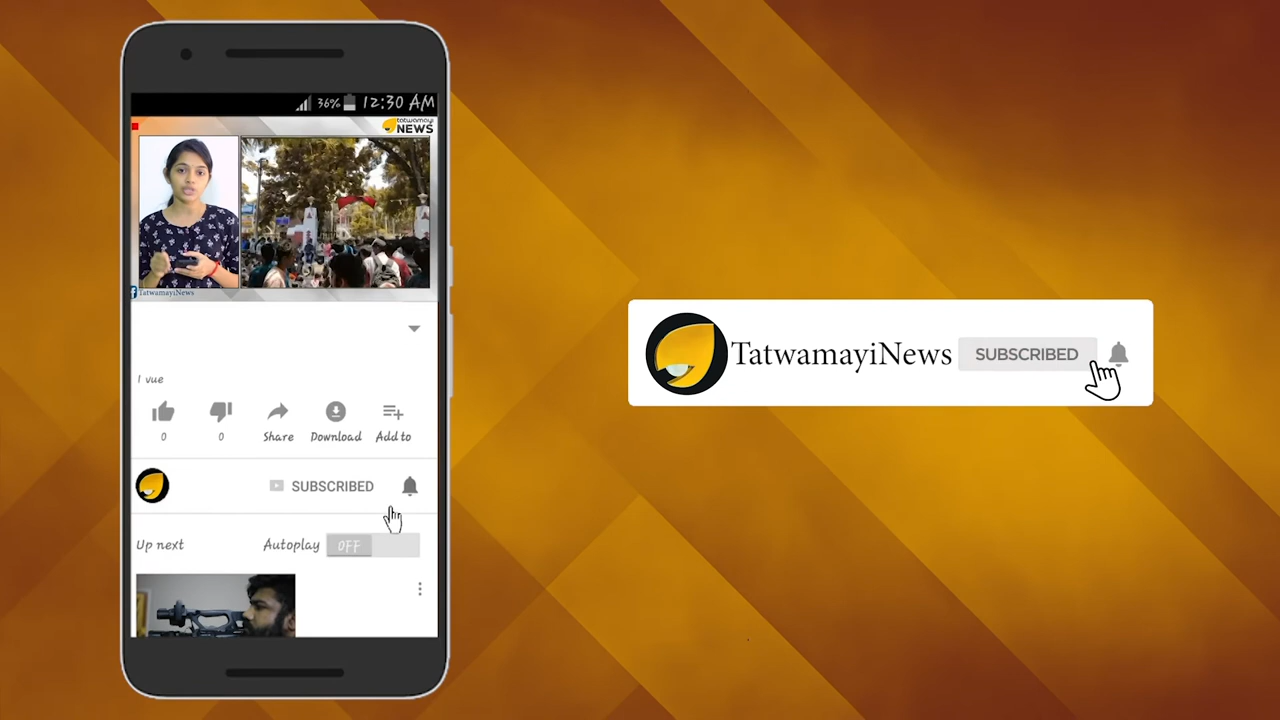 36%
12:30 AM
tatwamayi
NEWS
TatwamayiNews
1 vue
0
0
Share
Download
Add to
SUBSCRIBED
Up next
Autoplay
OFF
TatwamayiNews
SUBSCRIBED